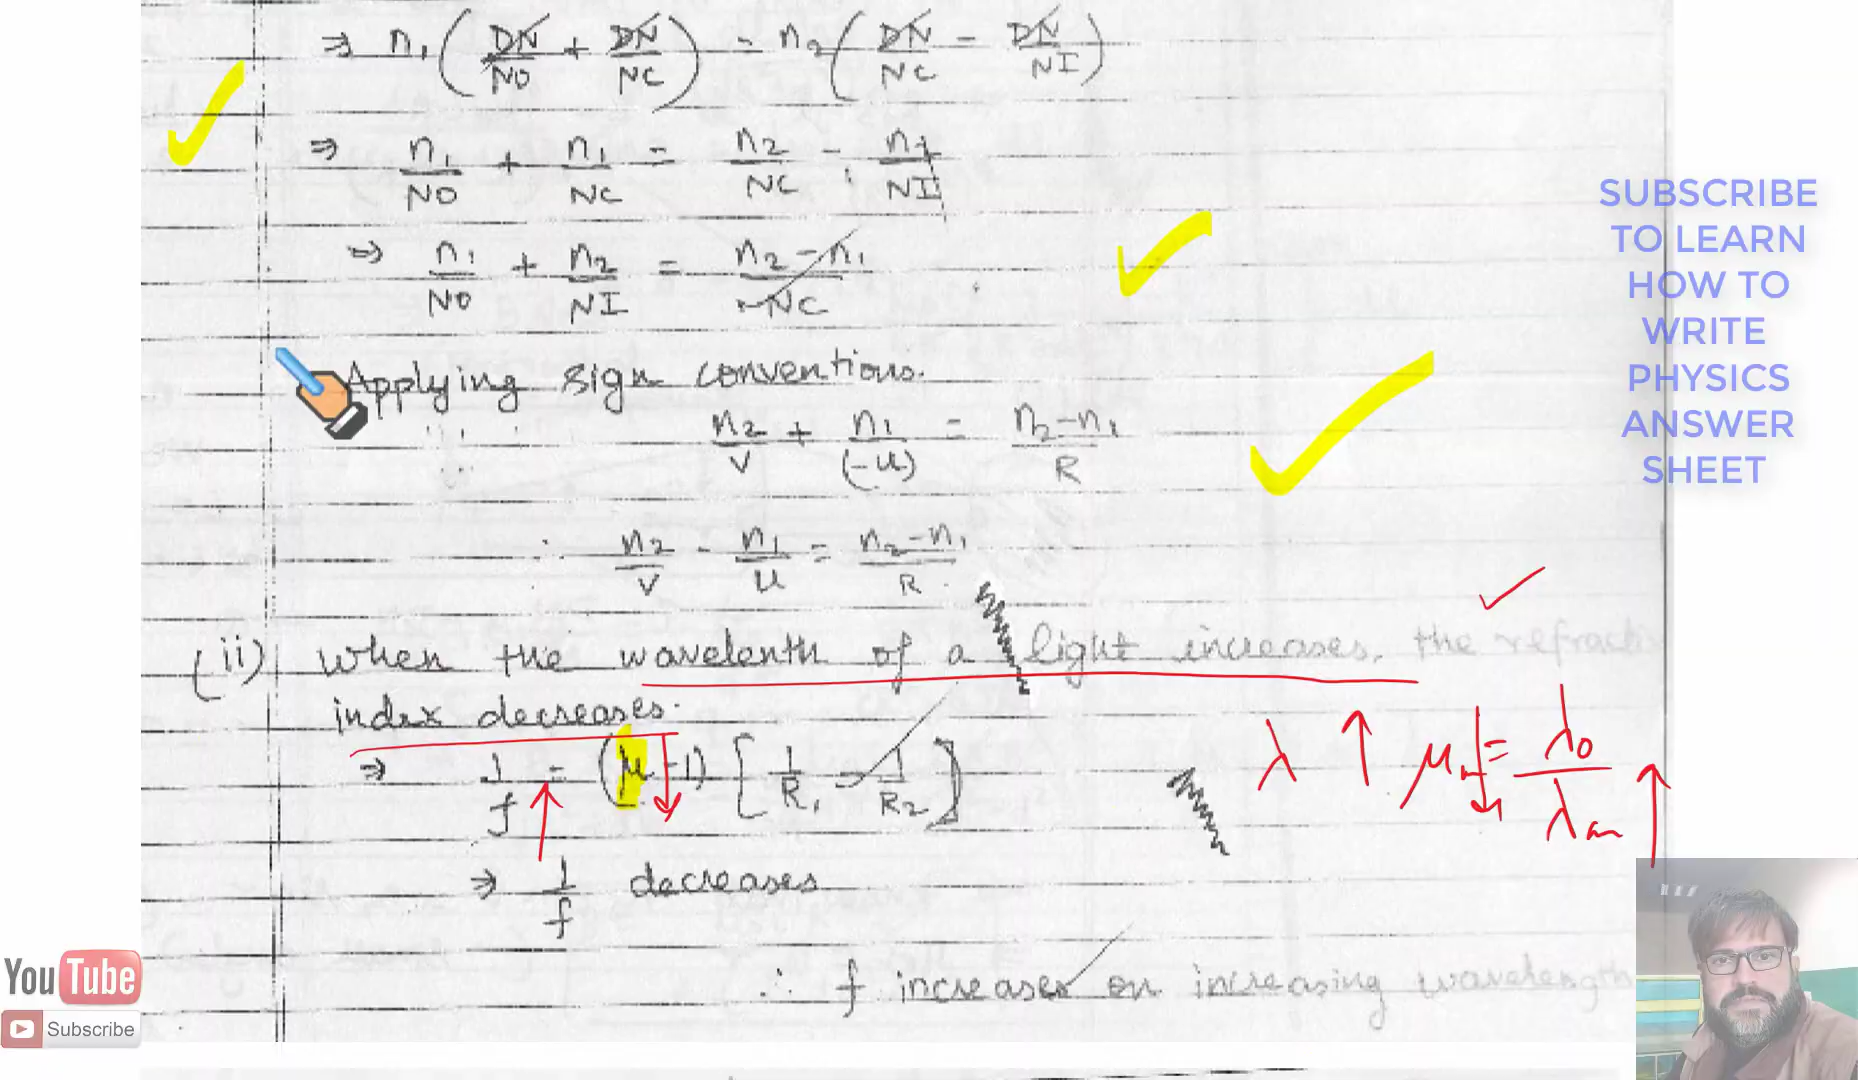 ⇒ n₁ (DN/NO + DN/NC) = n₂ (DN/NC - DN/NI)
⇒ n₁/NO + n₁/NC = n₂/NC - n₂/NI
⇒ n₁/NO + n₂/NI = n₂-n₁/NC
Applying sign conventions.
n₂/V + n₁/(-u) = n₂-n₁/R
∴ n₂/V - n₁/u = n₂-n₁/R
(ii) when the wavelenth of a light increases, the refracti
index decreases.
⇒ 1/f = (μ-1) [1/R₁ - 1/R₂]
λ ↑ μm ↓ = λ₀/λm ↑
⇒ 1/f decreases
∴ f increases on increasing wavelength
SUBSCRIBE
TO LEARN
HOW TO
WRITE
PHYSICS
ANSWER
SHEET
YouTube
Subscribe